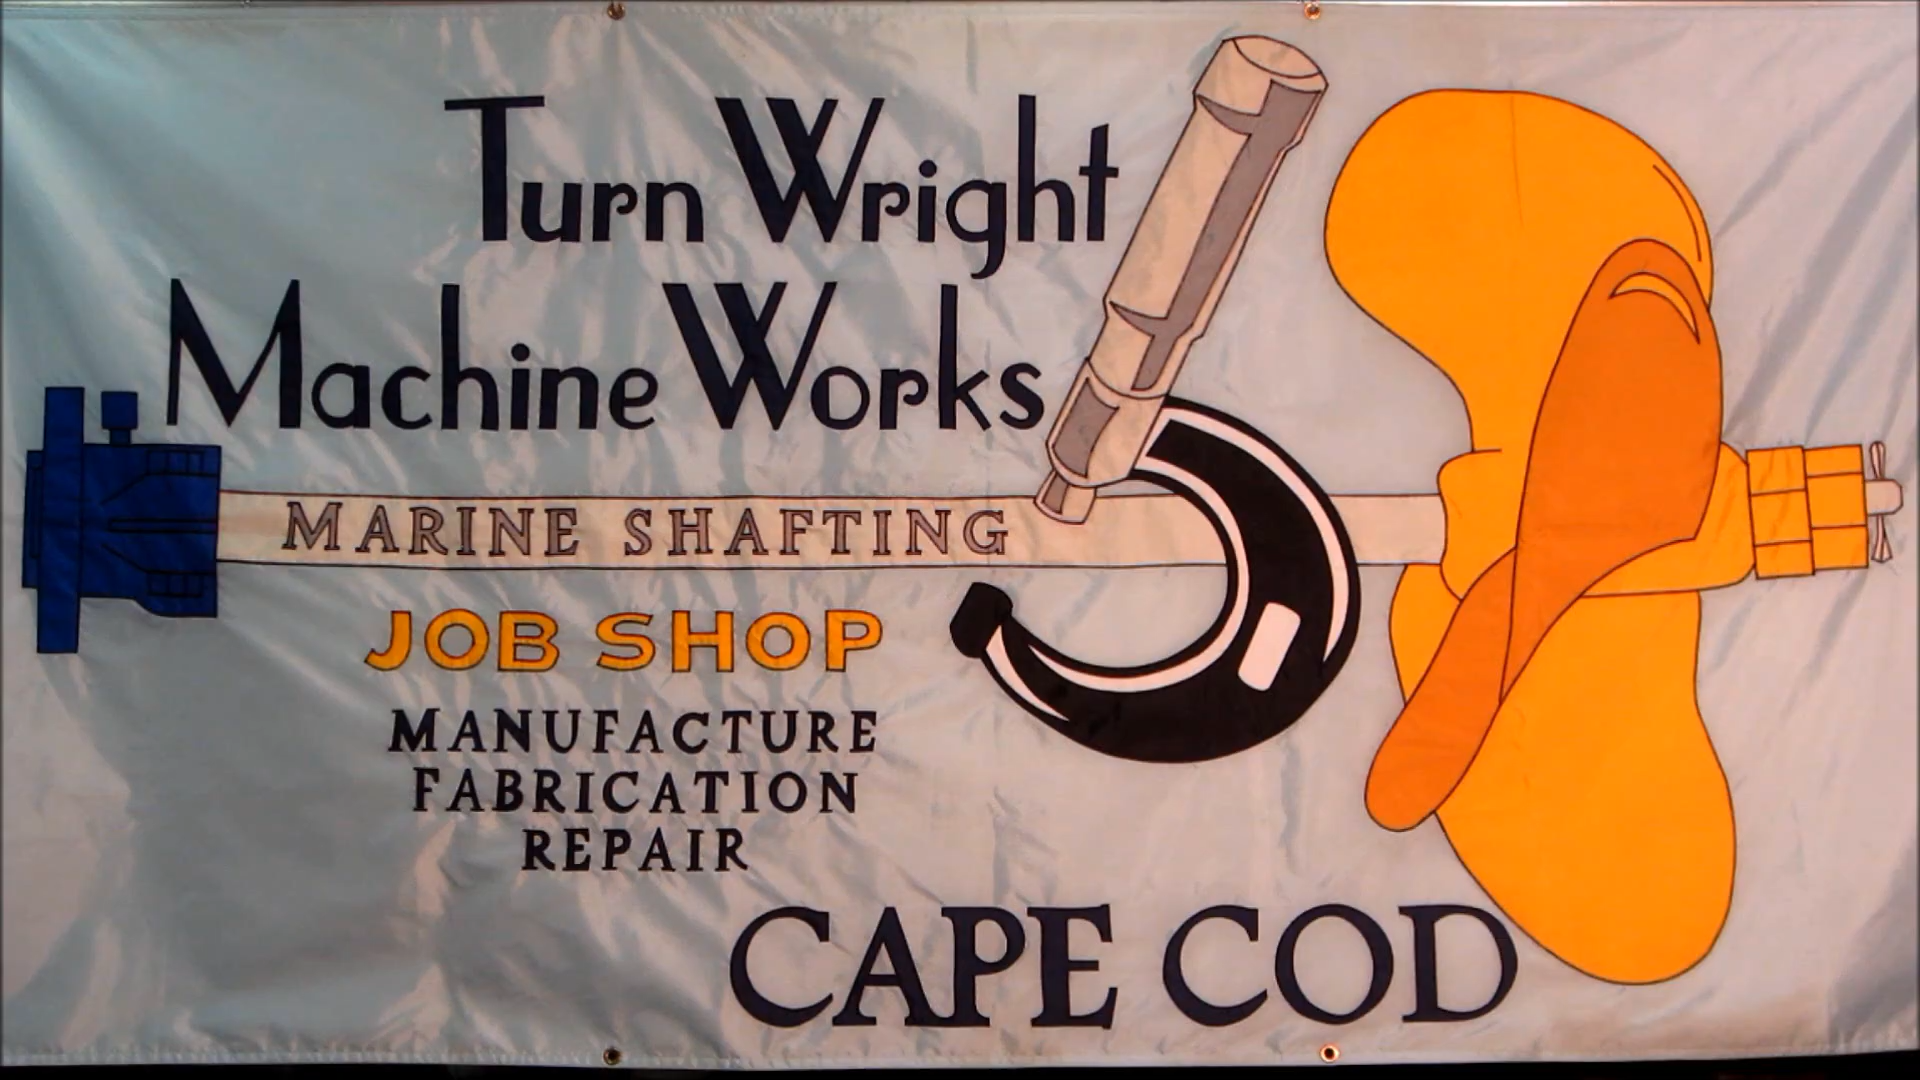 Turn Wright
Machine Works
MARINE SHAFTING
JOB SHOP
MANUFACTURE
FABRICATION
REPAIR
CAPE COD